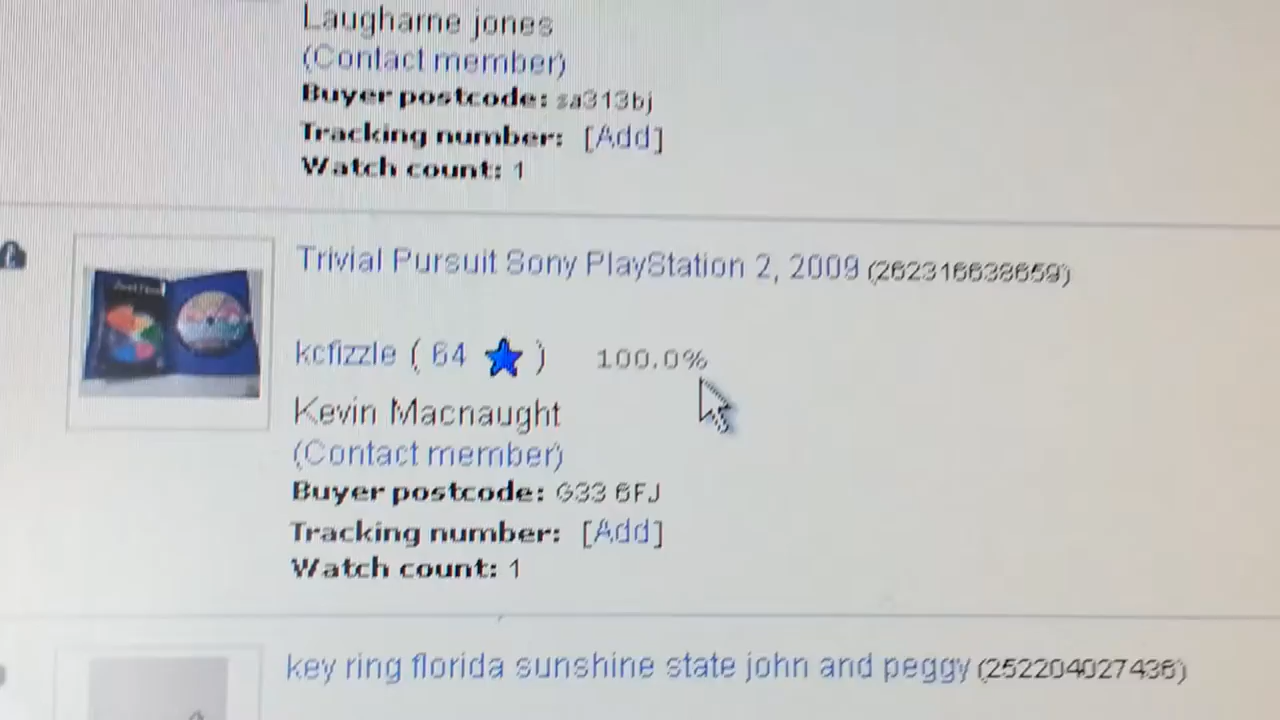 Laugharne jones
(Contact member)
Buyer postcode: sa313bj
Tracking number: [Add]
Watch count: 1
Trivial Pursuit Sony PlayStation 2, 2009 (262316638659)
kcfizzle ( 64 ) 100.0%
Kevin Macnaught
(Contact member)
Buyer postcode: G33 6FJ
Tracking number: [Add]
Watch count: 1
key ring florida sunshine state john and peggy (252204027436)